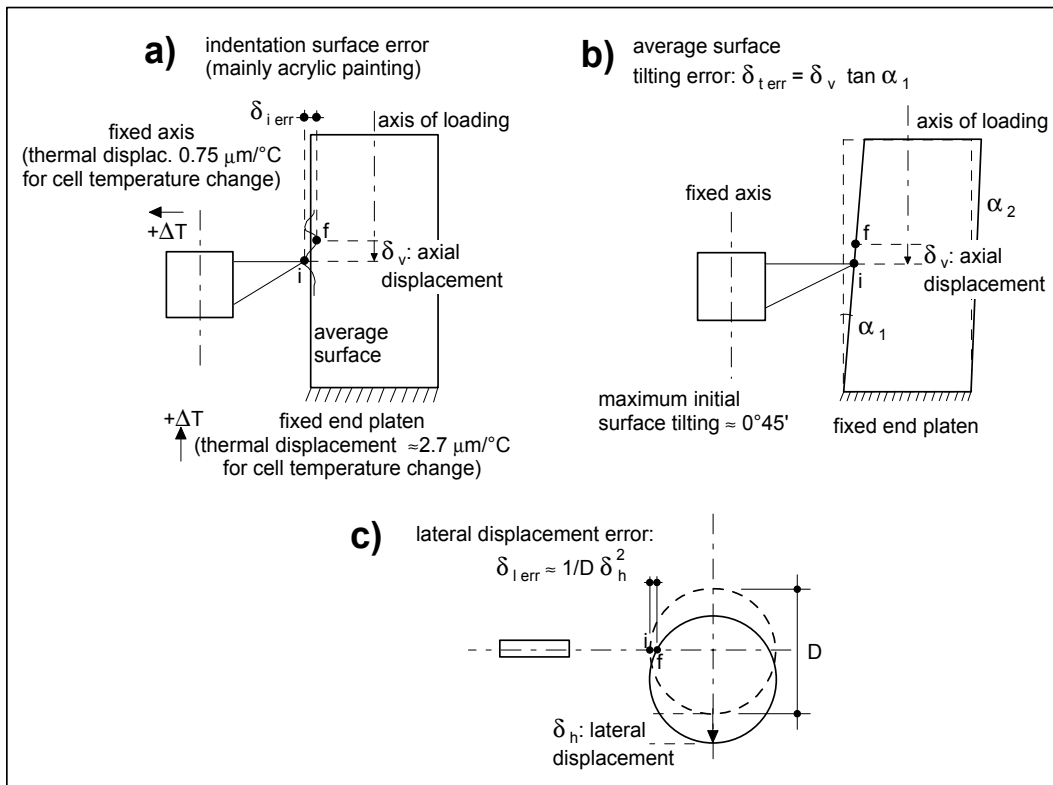 a)
indentation surface error
(mainly acrylic painting)
δ i err
axis of loading
fixed axis
(thermal displac. 0.75 μm/°C
for cell temperature change)
+ΔT
f
i
δ v: axial
displacement
average
surface
+ΔT
fixed end platen
(thermal displacement ≈2.7 μm/°C
for cell temperature change)
b)
average surface
tilting error: δ t err = δ v tan α 1
axis of loading
fixed axis
α 2
f
i
δ v: axial
displacement
α 1
maximum initial
surface tilting ≈ 0°45'
fixed end platen
c)
lateral displacement error:
δ l err ≈ 1/D δ h 2
i
f
D
δ h: lateral
displacement